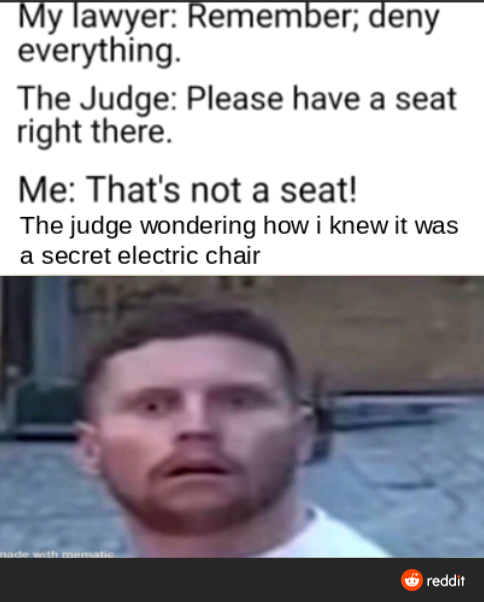 My lawyer: Remember; deny
everything.
The Judge: Please have a seat
right there.
Me: That's not a seat!
The judge wondering how i knew it was
a secret electric chair
made with mematic
reddit